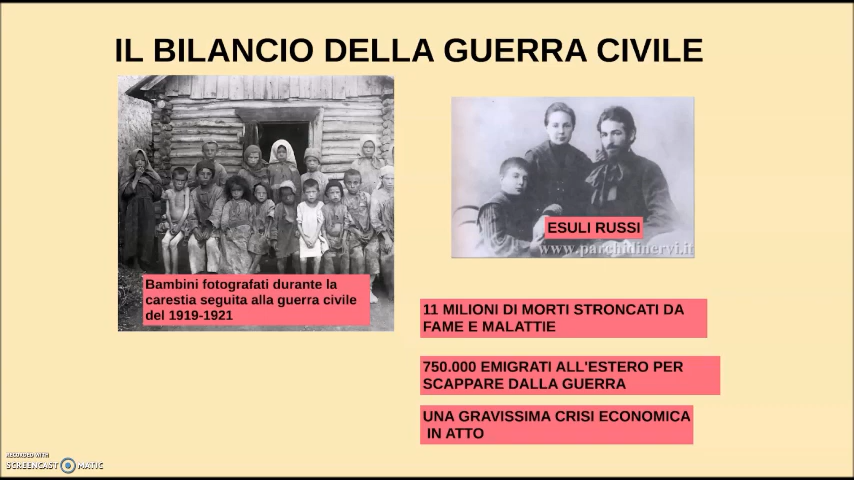 IL BILANCIO DELLA GUERRA CIVILE
ESULI RUSSI
www.parchidinervi.it
Bambini fotografati durante la
carestia seguita alla guerra civile
del 1919-1921
11 MILIONI DI MORTI STRONCATI DA
FAME E MALATTIE
750.000 EMIGRATI ALL'ESTERO PER
SCAPPARE DALLA GUERRA
UNA GRAVISSIMA CRISI ECONOMICA
IN ATTO
RECORDED WITH
SCREENCAST MATIC